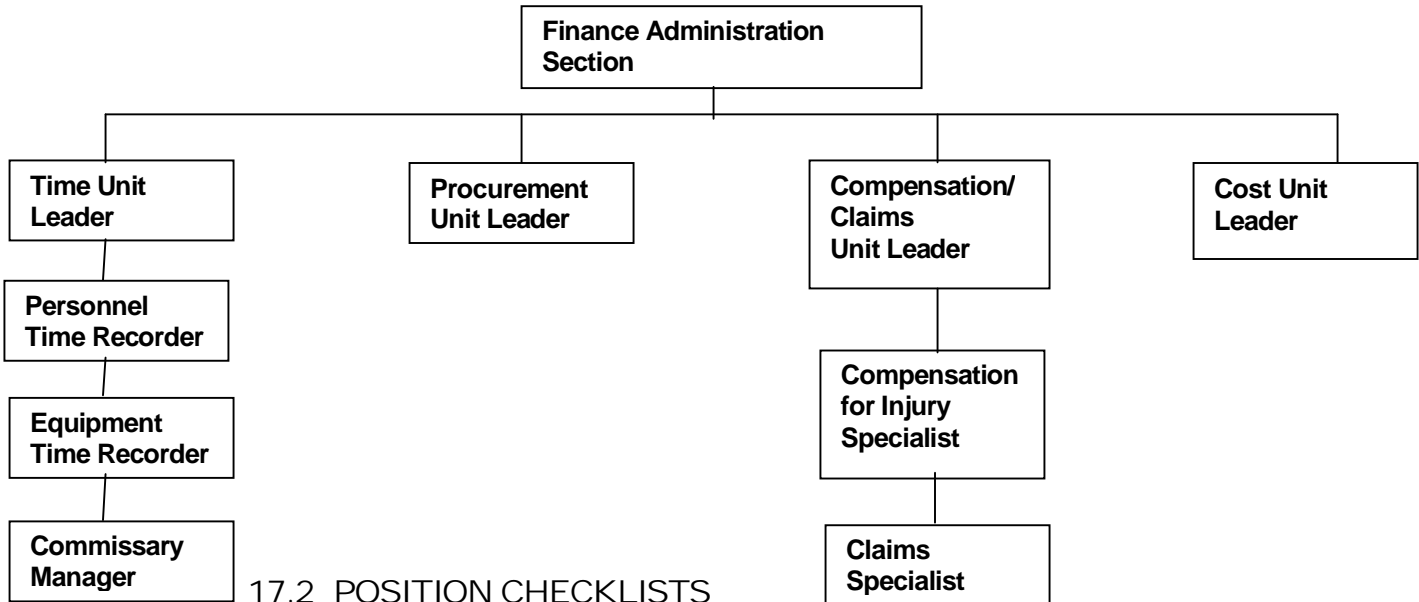 Finance Administration
Section
Time Unit
Leader
Procurement
Unit Leader
Compensation/
Claims
Unit Leader
Cost Unit
Leader
Personnel
Time Recorder
Compensation
for Injury
Specialist
Equipment
Time Recorder
Commissary
Manager
Claims
Specialist
17.2 POSITION CHECKLISTS